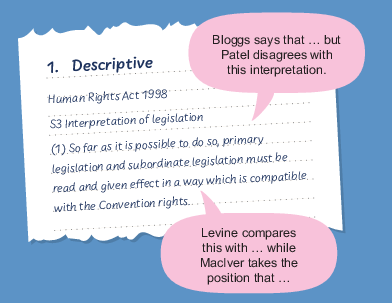 Bloggs says that … but
Patel disagrees with
this interpretation.
1. Descriptive
Human Rights Act 1998
S3 Interpretation of legislation
(1) So far as it is possible to do so, primary
legislation and subordinate legislation must be
read and given effect in a way which is compatible
with the Convention rights.
Levine compares
this with … while
MacIver takes the
position that …